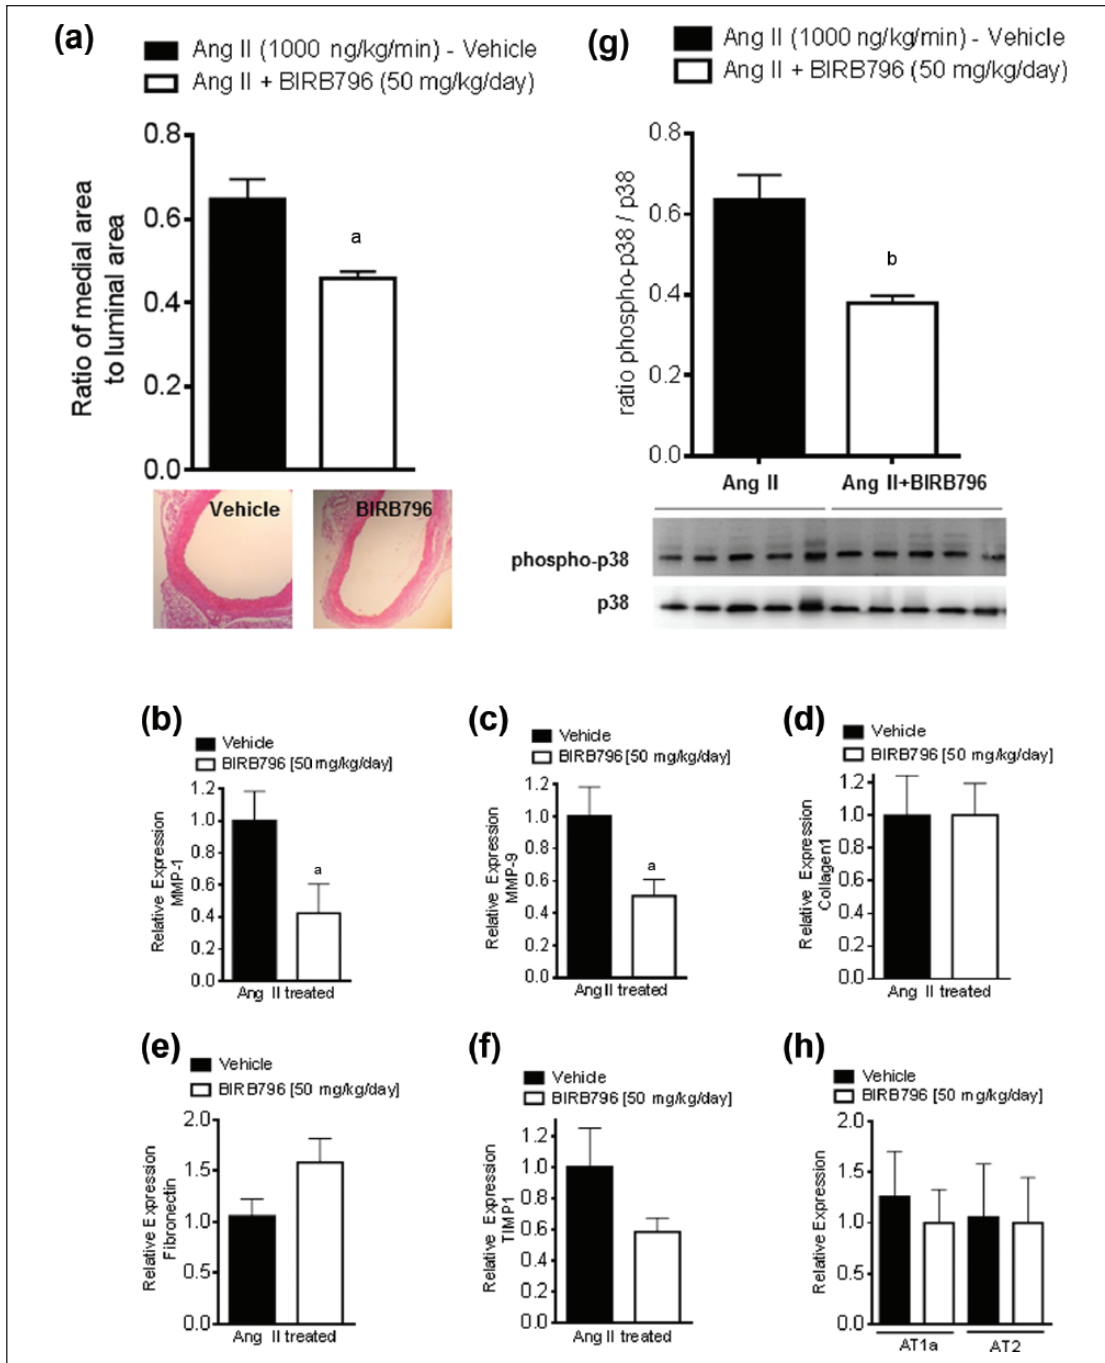 (a)
Ang II (1000 ng/kg/min) - Vehicle
Ang II + BIRB796 (50 mg/kg/day)
0.8
0.6
0.4
0.2
0.0
Ratio of medial area
to luminal area
a
Vehicle
BIRB796
(g)
Ang II (1000 ng/kg/min) - Vehicle
Ang II + BIRB796 (50 mg/kg/day)
0.8
0.6
0.4
0.2
0.0
ratio phospho-p38 / p38
b
Ang II
Ang II+BIRB796
phospho-p38
p38
(b)
Vehicle
BIRB796 [50 mg/kg/day]
1.2
1.0
0.8
0.6
0.4
0.2
0.0
Relative Expression
MMP-1
a
Ang II treated
(c)
Vehicle
BIRB796 [50 mg/kg/day]
1.2
1.0
0.8
0.6
0.4
0.2
0.0
Relative Expression
MMP-9
a
Ang II treated
(d)
Vehicle
BIRB796 [50 mg/kg/day]
1.2
1.0
0.8
0.6
0.4
0.2
0.0
Relative Expression
Collagen1
Ang II treated
(e)
Vehicle
BIRB796 [50 mg/kg/day]
2.0
1.5
1.0
0.5
0.0
Relative Expression
Fibronectin
Ang II treated
(f)
Vehicle
BIRB796 [50 mg/kg/day]
1.2
1.0
0.8
0.6
0.4
0.2
0.0
Relative Expression
TIMP1
Ang II treated
(h)
Vehicle
BIRB796 [50 mg/kg/day]
2.0
1.5
1.0
0.5
0.0
Relative Expression
AT1a
AT2